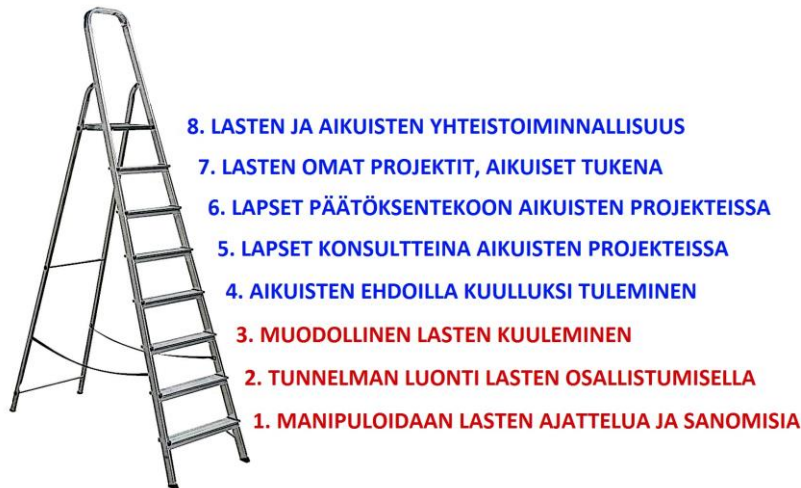 8. LASTEN JA AIKUISTEN YHTEISTOIMINNALLISUUS
7. LASTEN OMAT PROJEKTIT, AIKUISET TUKENA
6. LAPSET PÄÄTÖKSENTEKOON AIKUISTEN PROJEKTEISSA
5. LAPSET KONSULTTEINA AIKUISTEN PROJEKTEISSA
4. AIKUISTEN EHDOILLA KUULLUKSI TULEMINEN
3. MUODOLLINEN LASTEN KUULEMINEN
2. TUNNELMAN LUONTI LASTEN OSALLISTUMISELLA
1. MANIPULOIDAAN LASTEN AJATTELUA JA SANOMISIA